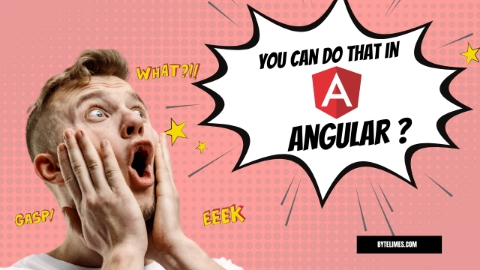 YOU CAN DO THAT IN
A
ANGULAR ?
WHAT?!!
GASP!
EEEK
BYTELIMES.COM